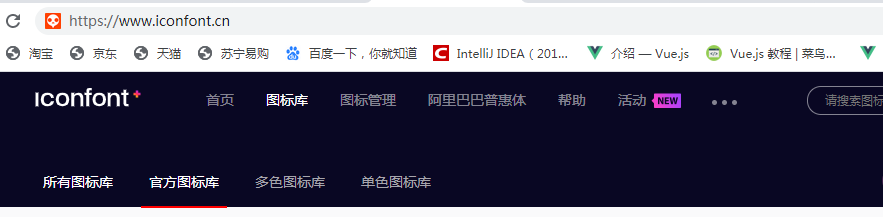 https://www.iconfont.cn
淘宝 京东 天猫 苏宁易购 百度一下，你就知道 IntelliJ IDEA（201... 介绍 — Vue.js Vue.js 教程 | 菜鸟...
iconfont 首页 图标库 图标管理 阿里巴巴普惠体 帮助 活动 NEW 请搜索图标
所有图标库 官方图标库 多色图标库 单色图标库